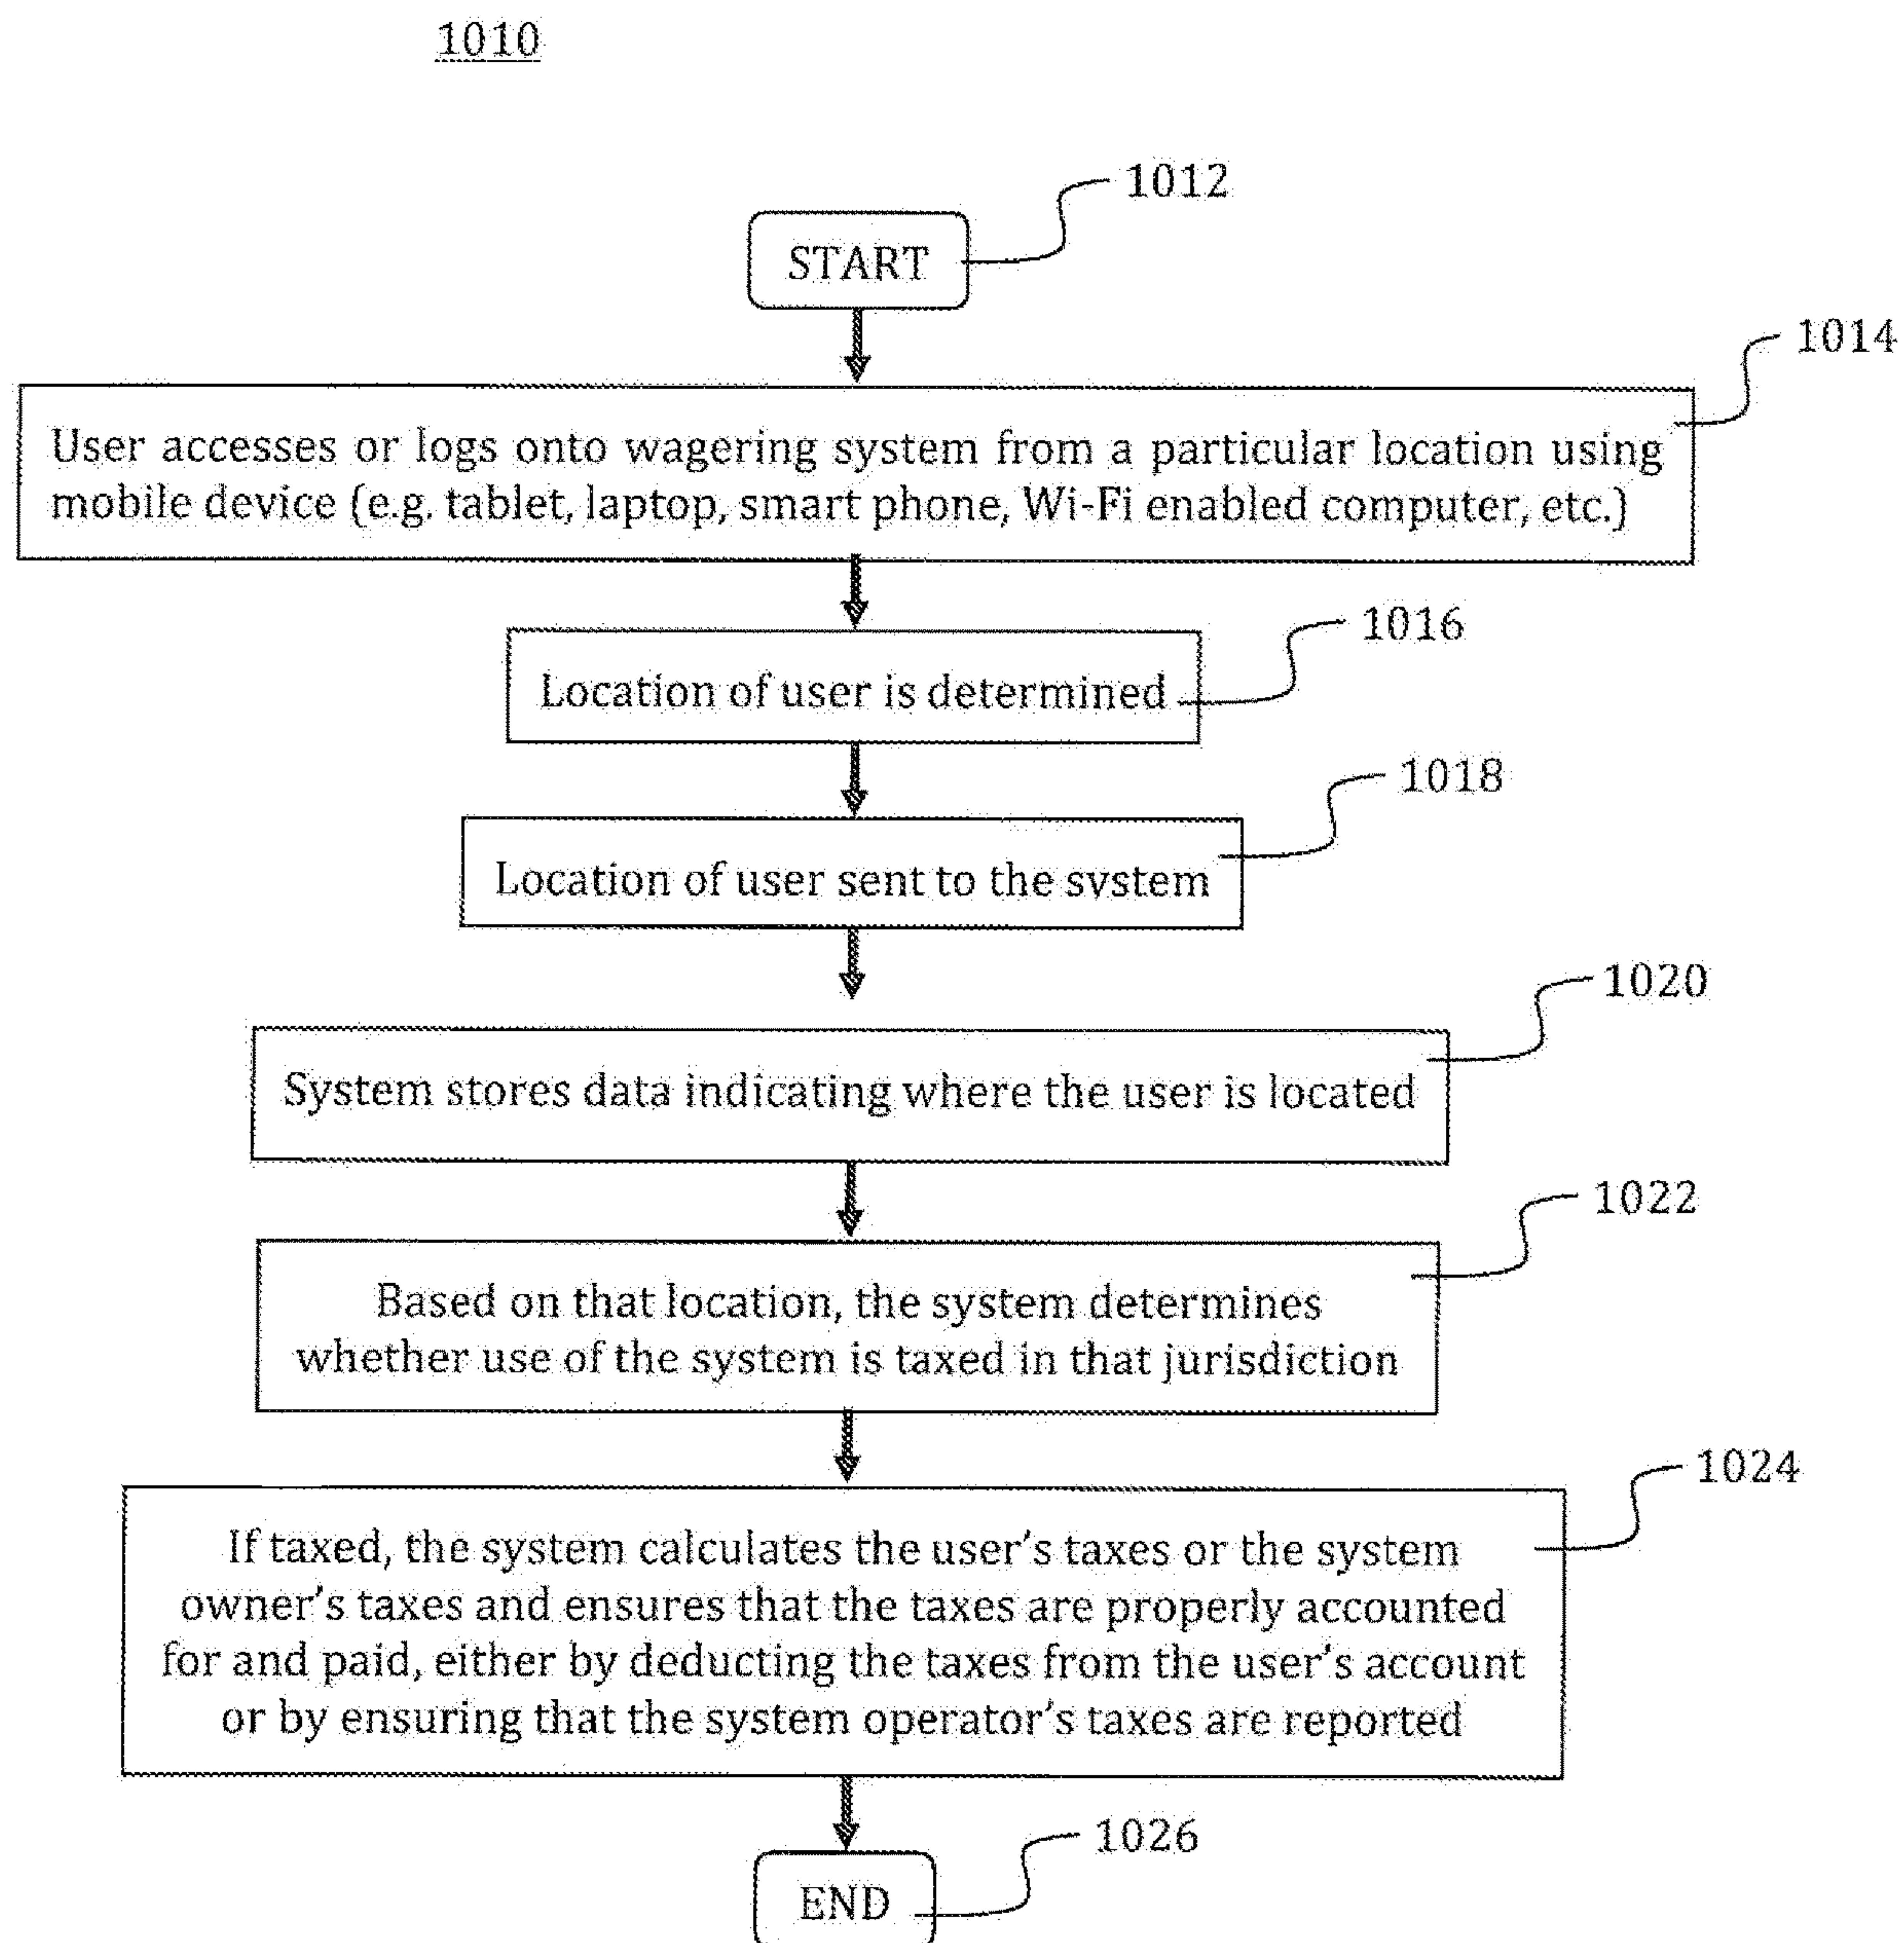 1010
1012
START
1014
User accesses or logs onto wagering system from a particular location using
mobile device (e.g. tablet, laptop, smart phone, Wi-Fi enabled computer, etc.)
1016
Location of user is determined
1018
Location of user sent to the system
1020
System stores data indicating where the user is located
1022
Based on that location, the system determines
whether use of the system is taxed in that jurisdiction
1024
If taxed, the system calculates the user's taxes or the system
owner's taxes and ensures that the taxes are properly accounted
for and paid, either by deducting the taxes from the user's account
or by ensuring that the system operator's taxes are reported
1026
END